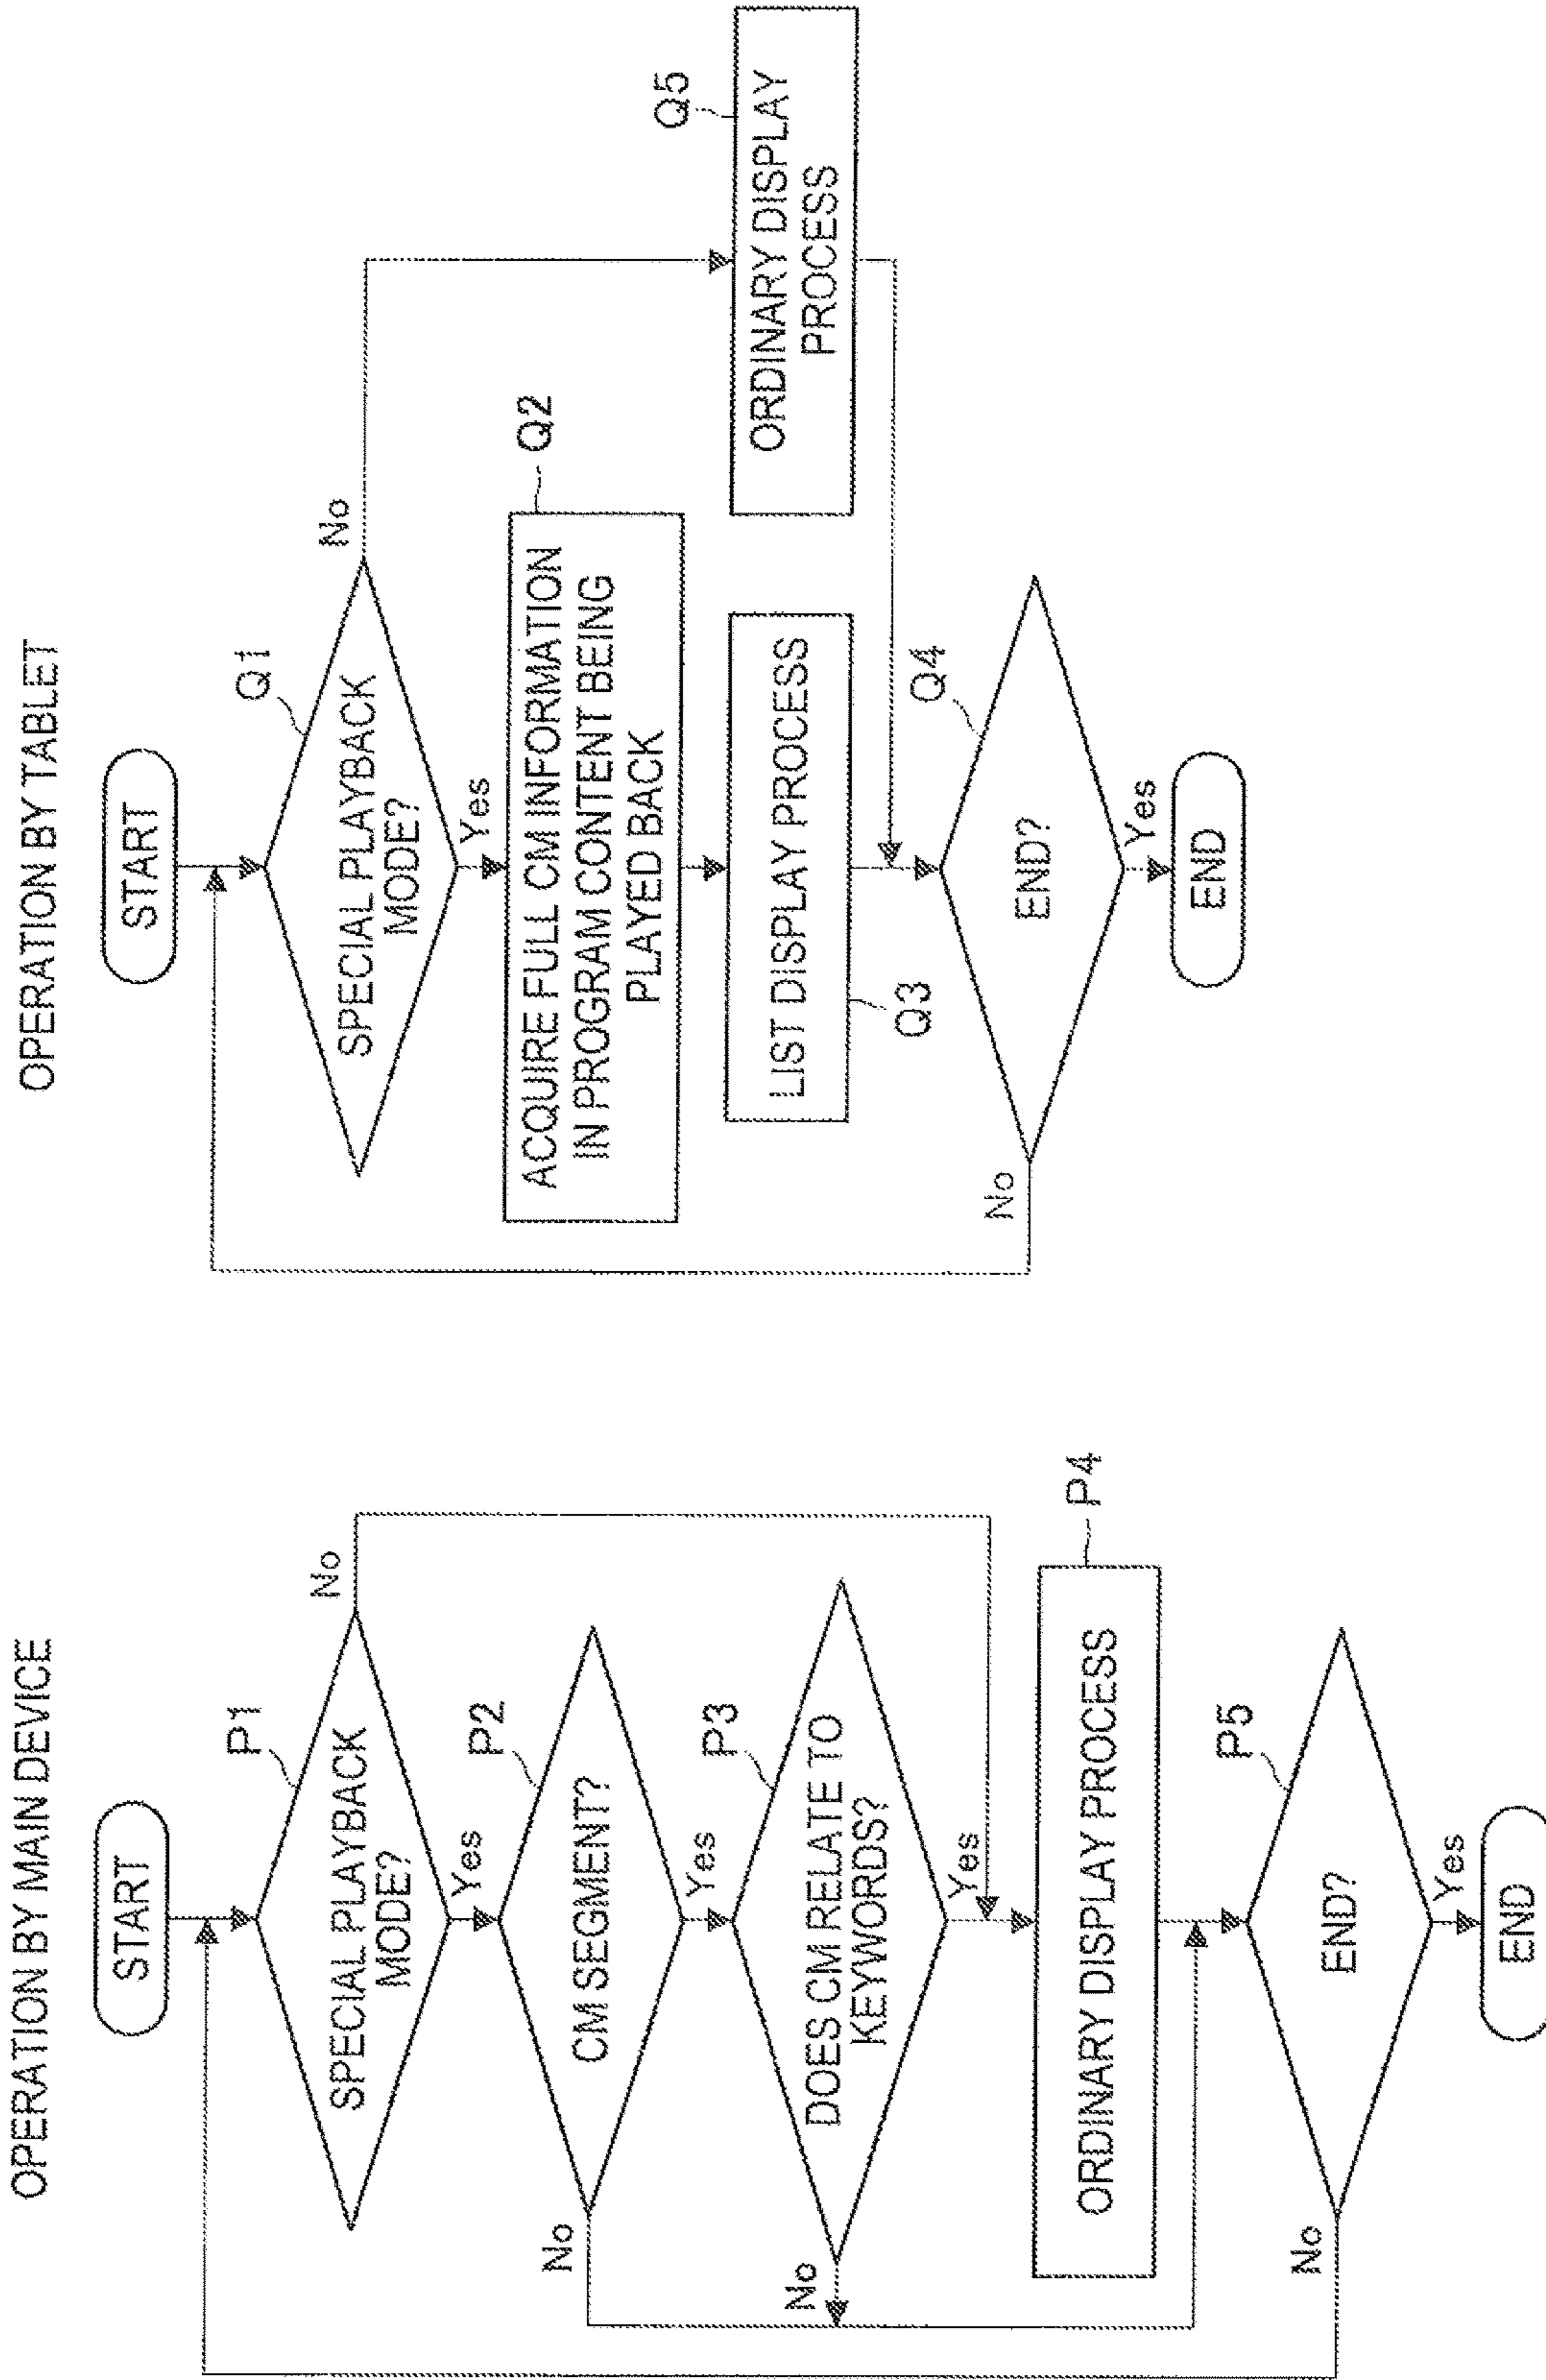 OPERATION BY MAIN DEVICE
START
P1
SPECIAL PLAYBACK
MODE?
No
Yes
P2
CM SEGMENT?
No
Yes
P3
DOES CM RELATE TO
KEYWORDS?
No
Yes
P4
ORDINARY DISPLAY PROCESS
P5
END?
No
Yes
END
OPERATION BY TABLET
START
Q1
SPECIAL PLAYBACK
MODE?
No
Yes
Q2
ACQUIRE FULL CM INFORMATION
IN PROGRAM CONTENT BEING
PLAYED BACK
Q5
ORDINARY DISPLAY
PROCESS
LIST DISPLAY PROCESS
Q3
Q4
END?
No
Yes
END